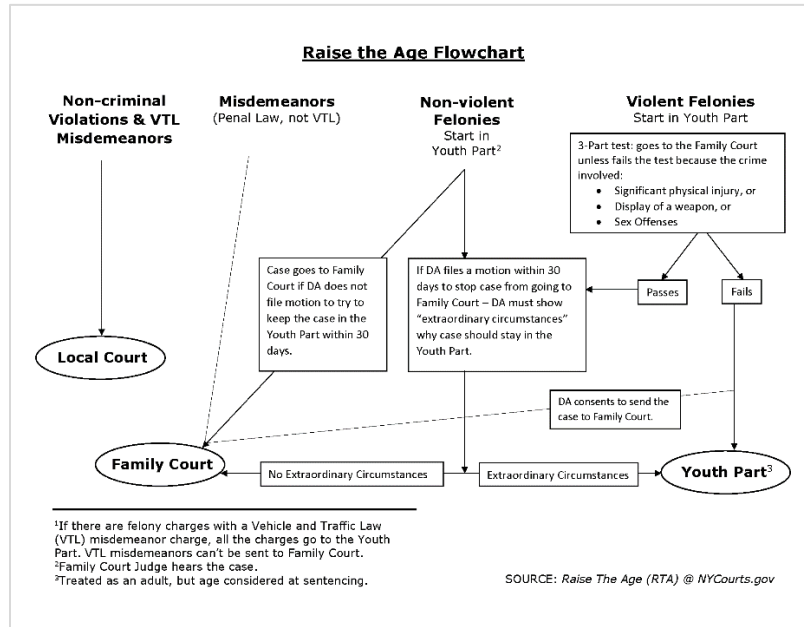 Raise the Age Flowchart
Non-criminal
Violations & VTL
Misdemeanors
Misdemeanors
(Penal Law, not VTL)
Non-violent
Felonies
Start in
Youth Part²
Violent Felonies
Start in Youth Part
3-Part test: goes to the Family Court
unless fails the test because the crime
involved:
• Significant physical injury, or
• Display of a weapon, or
• Sex Offenses
Case goes to Family
Court if DA does not
file motion to try to
keep the case in the
Youth Part within 30
days.
If DA files a motion within 30
days to stop case from going to
Family Court – DA must show
“extraordinary circumstances”
why case should stay in the
Youth Part.
Passes
Fails
Local Court
DA consents to send the
case to Family Court.
Family Court
No Extraordinary Circumstances
Extraordinary Circumstances
Youth Part³
¹If there are felony charges with a Vehicle and Traffic Law
(VTL) misdemeanor charge, all the charges go to the Youth
Part. VTL misdemeanors can’t be sent to Family Court.
²Family Court Judge hears the case.
³Treated as an adult, but age considered at sentencing.
SOURCE: Raise The Age (RTA) @ NYCourts.gov